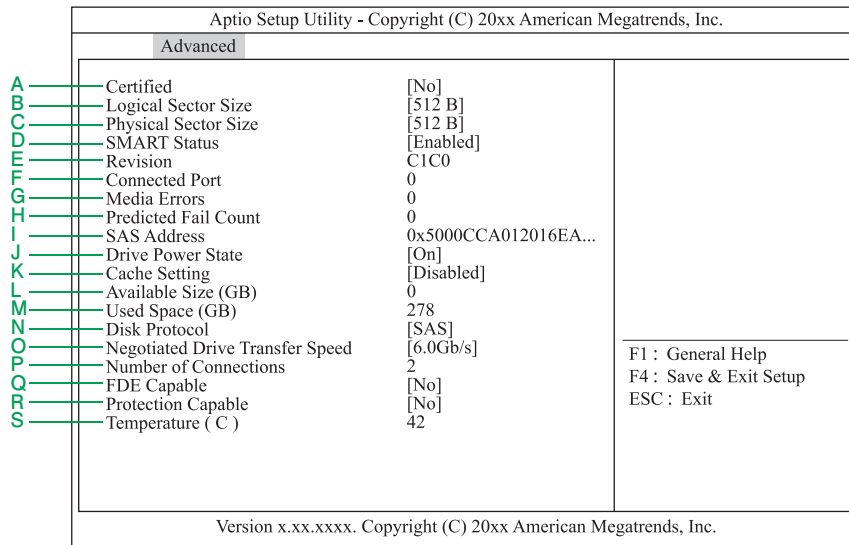 Aptio Setup Utility - Copyright (C) 20xx American Megatrends, Inc.
Advanced
A Certified [No]
B Logical Sector Size [512 B]
C Physical Sector Size [512 B]
D SMART Status [Enabled]
E Revision C1C0
F Connected Port 0
G Media Errors 0
H Predicted Fail Count 0
I SAS Address 0x5000CCA012016EA...
J Drive Power State [On]
K Cache Setting [Disabled]
L Available Size (GB) 0
M Used Space (GB) 278
N Disk Protocol [SAS]
O Negotiated Drive Transfer Speed [6.0Gb/s]
P Number of Connections 2
Q FDE Capable [No]
R Protection Capable [No]
S Temperature ( C ) 42
F1 : General Help
F4 : Save & Exit Setup
ESC : Exit
Version x.xx.xxxx. Copyright (C) 20xx American Megatrends, Inc.